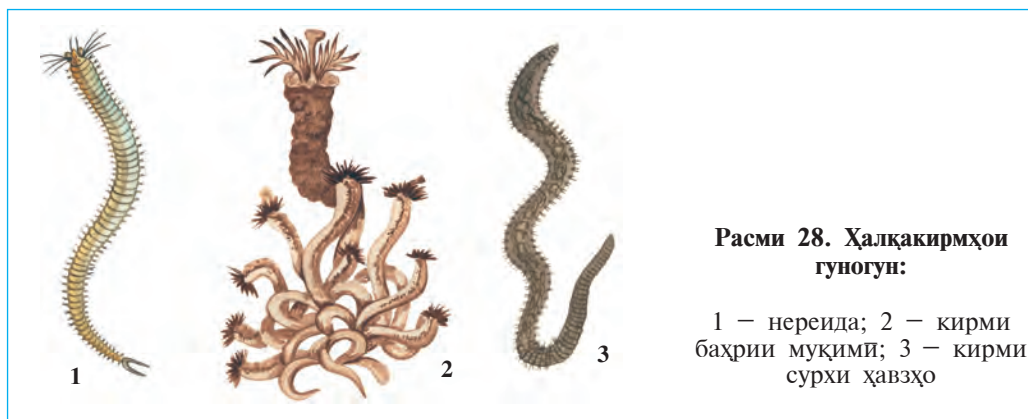 1
2
3
Расми 28. Ҳалқакирмҳои
гуногун:
1 — нереида; 2 — кирми
баҳрии муқимӣ; 3 — кирми
сурхи ҳавзҳо